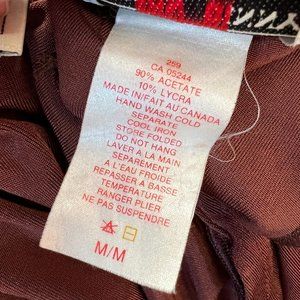 259
CA 05244
90% ACETATE
10% LYCRA
MADE IN/FAIT AU CANADA
HAND WASH COLD
SEPARATE
COOL IRON
STORE FOLDED
DO NOT HANG
LAVER A LA MAIN
SEPAREMENT
A L'EAU FROIDE
REPASSER A BASSE
TEMPERATURE
RANGER PLIER
NE PAS SUSPENDRE
M/M